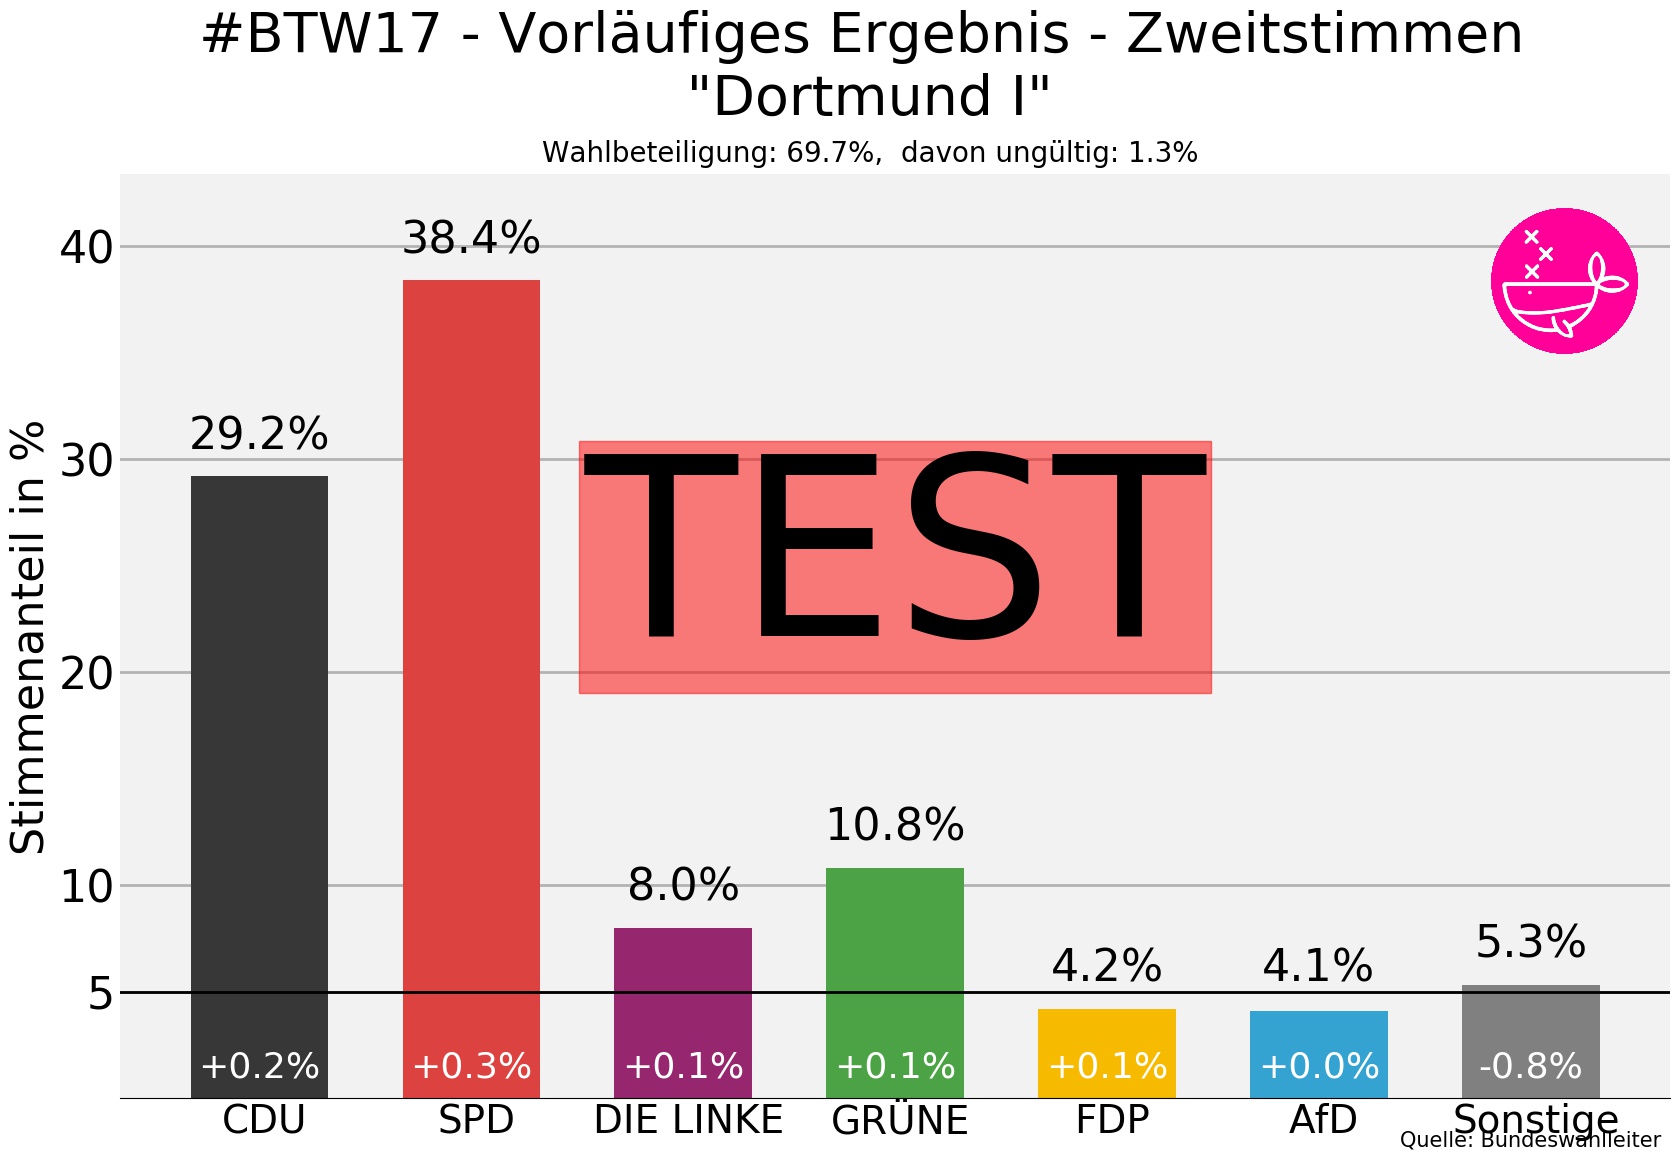 #BTW17 - Vorläufiges Ergebnis - Zweitstimmen
"Dortmund I"
Wahlbeteiligung: 69.7%,  davon ungültig: 1.3%
Stimmenanteil in %
40
30
20
10
5
29.2%
38.4%
8.0%
10.8%
4.2%
4.1%
5.3%
TEST
+0.2%
+0.3%
+0.1%
+0.1%
+0.1%
+0.0%
-0.8%
CDU
SPD
DIE LINKE
GRÜNE
FDP
AfD
Sonstige
Quelle: Bundeswahlleiter